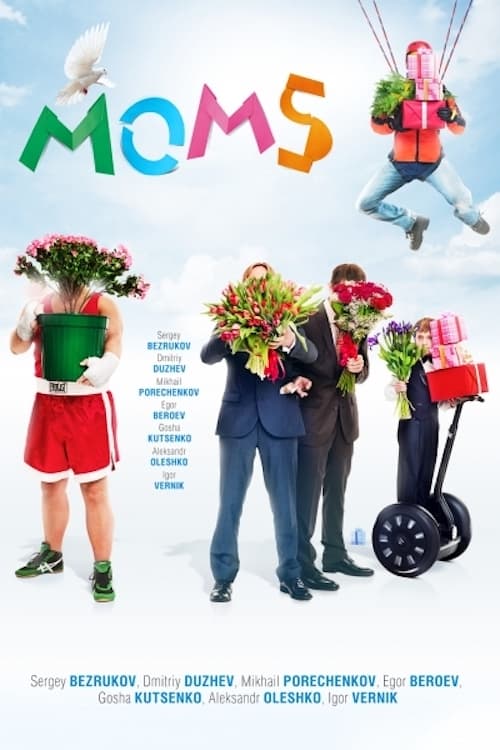 MOMS
Sergey
BEZRUKOV
Dmitriy
DUZHEV
Mikhail
PORECHENKOV
Egor
BEROEV
Gosha
KUTSENKO
Aleksandr
OLESHKO
Igor
VERNIK
Sergey BEZRUKOV, Dmitriy DUZHEV, Mikhail PORECHENKOV, Egor BEROEV,
Gosha KUTSENKO, Aleksandr OLESHKO, Igor VERNIK